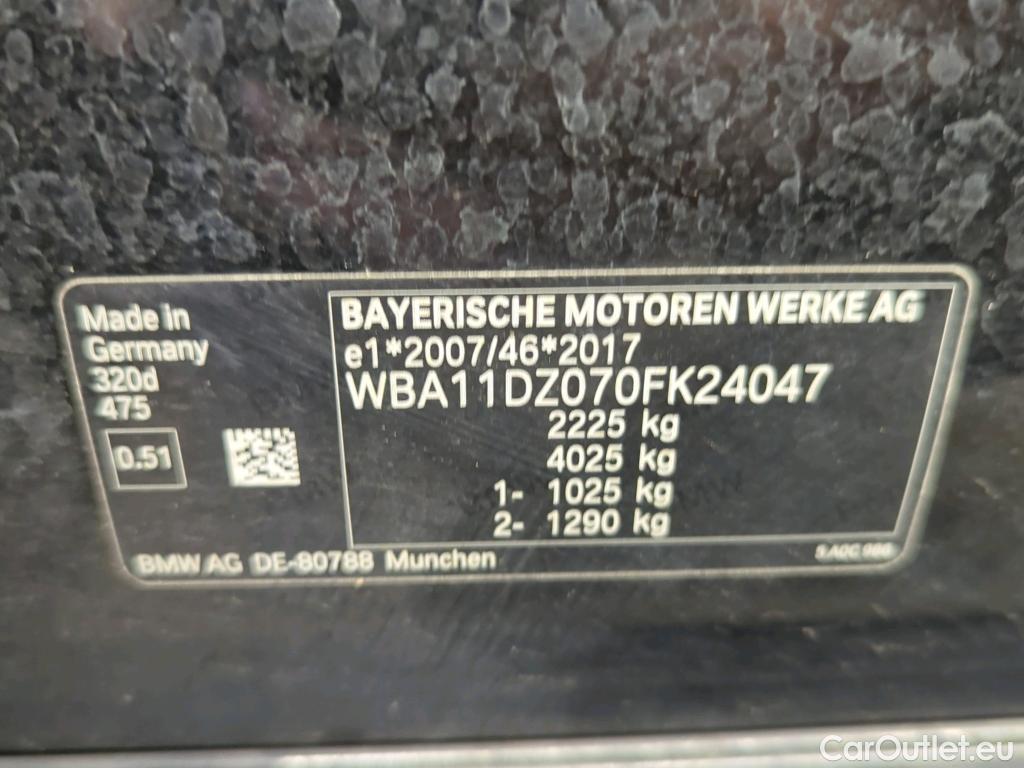 Made in
Germany
320d
475
0.51
BAYERISCHE MOTOREN WERKE AG
e1*2007/46*2017
WBA11DZ070FK24047
2225 kg
4025 kg
1- 1025 kg
2- 1290 kg
BMW AG DE-80788 Munchen
CarOutlet.eu